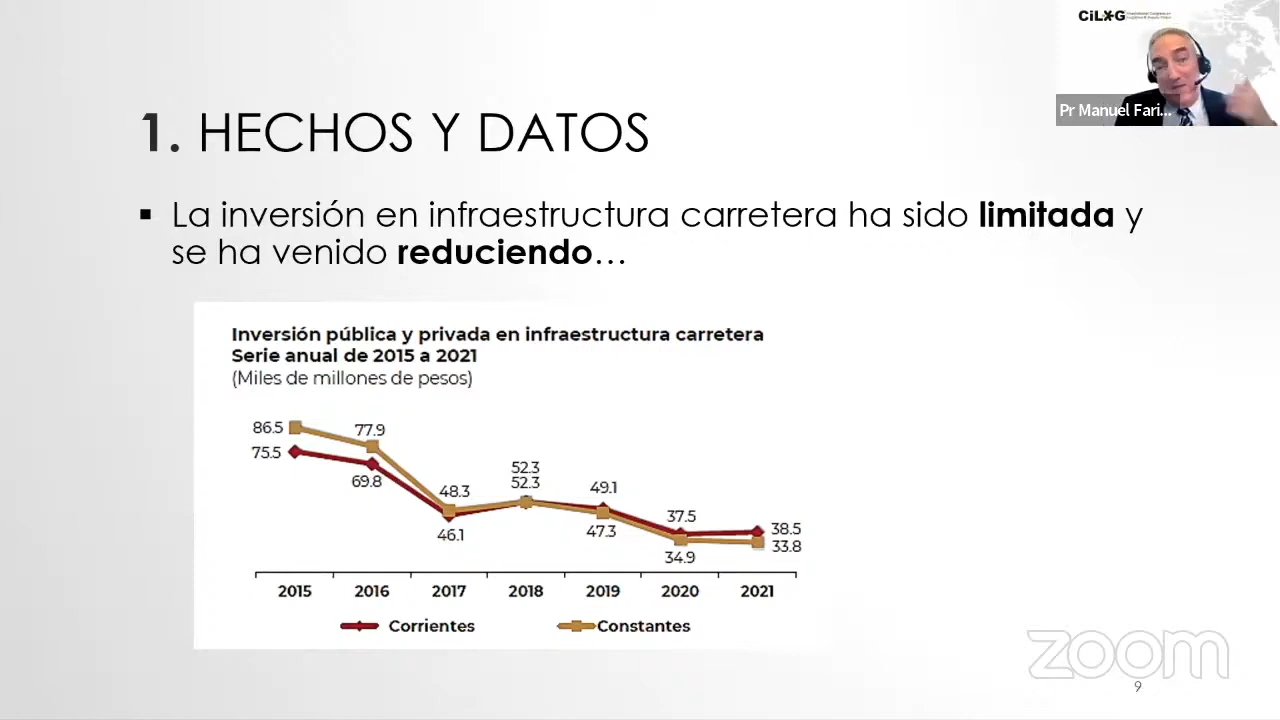 CiLOG
Pr Manuel Fari...
1. HECHOS Y DATOS
▪ La inversión en infraestructura carretera ha sido limitada y
se ha venido reduciendo...
Inversión pública y privada en infraestructura carretera
Serie anual de 2015 a 2021
(Miles de millones de pesos)
86.5
77.9
75.5
69.8
48.3
46.1
52.3
52.3
49.1
47.3
37.5
34.9
38.5
33.8
2015 2016 2017 2018 2019 2020 2021
Corrientes Constantes
zoom
9